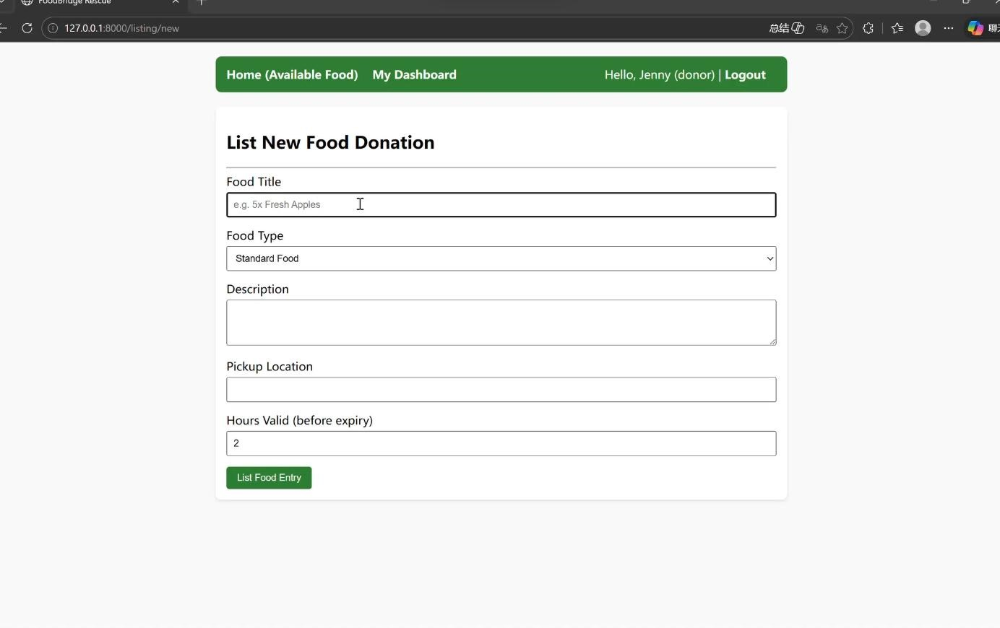 FoodBridge Rescue
127.0.0.1:8000/listing/new
总结
Home (Available Food) My Dashboard Hello, Jenny (donor) | Logout
List New Food Donation
Food Title
e.g. 5x Fresh Apples
Food Type
Standard Food
Description
Pickup Location
Hours Valid (before expiry)
2
List Food Entry